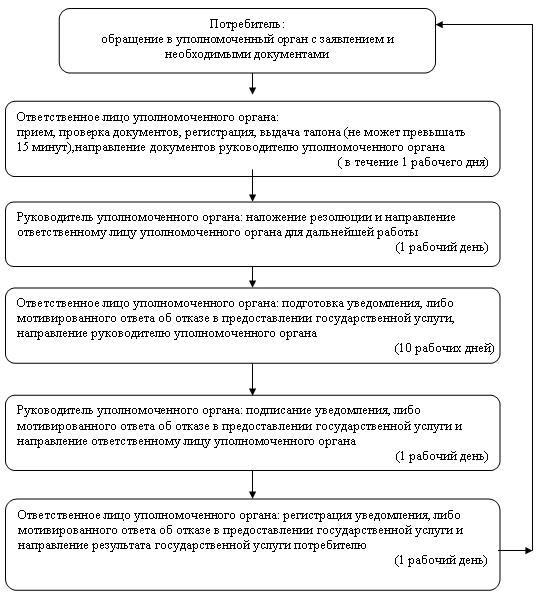 Потребитель:
обращение в уполномоченный орган с заявлением и
необходимыми документами
Ответственное лицо уполномоченного органа:
прием, проверка документов, регистрация, выдача талона (не может превышать
15 минут),направление документов руководителю уполномоченного органа
( в течение 1 рабочего дня)
Руководитель уполномоченного органа: наложение резолюции и направление
ответственному лицу уполномоченного органа для дальнейшей работы
(1 рабочий день)
Ответственное лицо уполномоченного органа: подготовка уведомления, либо
мотивированного ответа об отказе в предоставлении государственной услуги,
направление руководителю уполномоченного органа
(10 рабочих дней)
Руководитель уполномоченного органа: подписание уведомления, либо
мотивированного ответа об отказе в предоставлении государственной услуги и
направление ответственному лицу уполномоченного органа
(1 рабочий день)
Ответственное лицо уполномоченного органа: регистрация уведомления, либо
мотивированного ответа об отказе в предоставлении государственной услуги и
направление результата государственной услуги потребителю
(1 рабочий день)